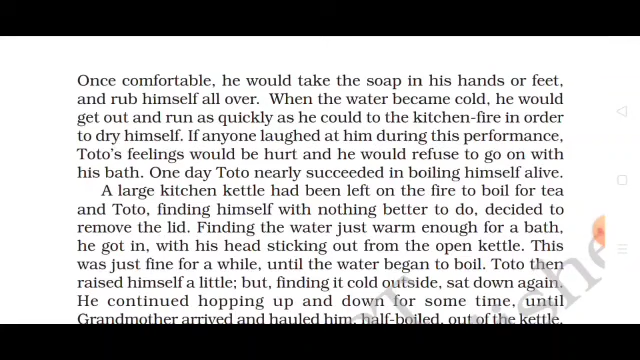 Once comfortable, he would take the soap in his hands or feet,
and rub himself all over. When the water became cold, he would
get out and run as quickly as he could to the kitchen-fire in order
to dry himself. If anyone laughed at him during this performance,
Toto's feelings would be hurt and he would refuse to go on with
his bath. One day Toto nearly succeeded in boiling himself alive.
A large kitchen kettle had been left on the fire to boil for tea
and Toto, finding himself with nothing better to do, decided to
remove the lid. Finding the water just warm enough for a bath,
he got in, with his head sticking out from the open kettle. This
was just fine for a while, until the water began to boil. Toto then
raised himself a little; but, finding it cold outside, sat down again.
He continued hopping up and down for some time, until
Grandmother arrived and hauled him, half-boiled, out of the kettle.